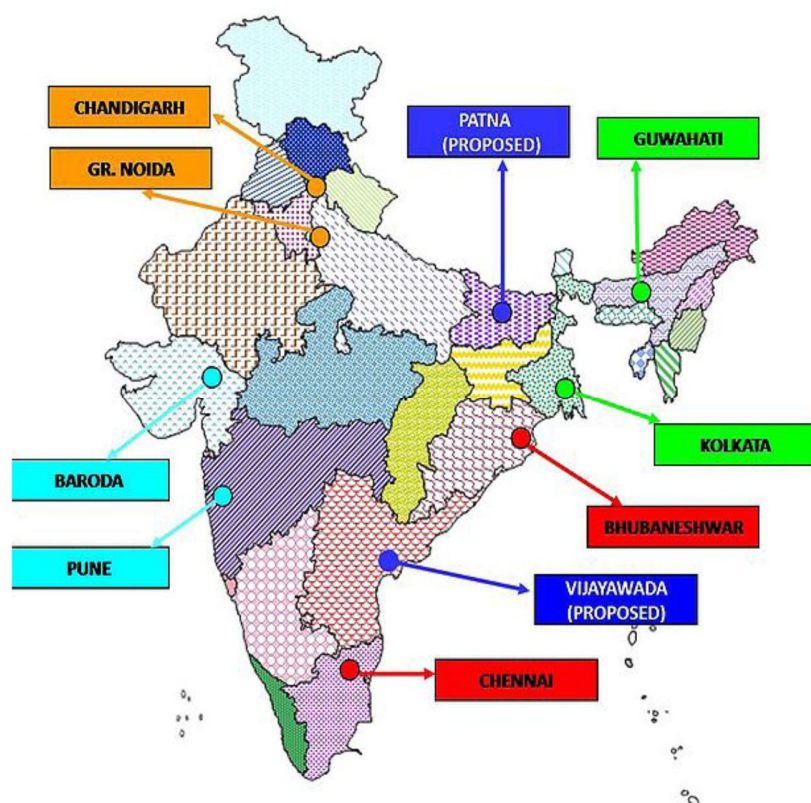 CHANDIGARH
PATNA
(PROPOSED)
GUWAHATI
GR. NOIDA
KOLKATA
BARODA
BHUBANESHWAR
PUNE
VIJAYAWADA
(PROPOSED)
CHENNAI